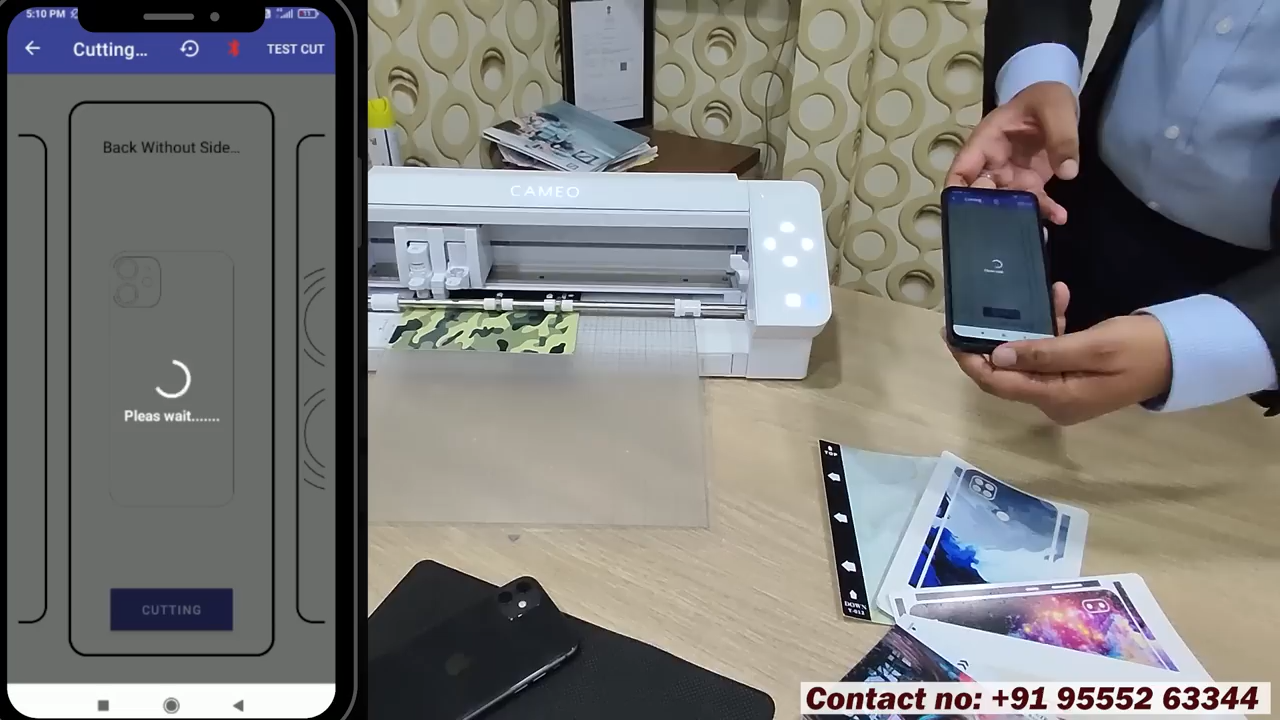 5:10 PM
Cutting...
TEST CUT
Back Without Side...
Pleas wait.......
CUTTING
CAMEO
TOP
DOWN
Contact no: +91 95552 63344